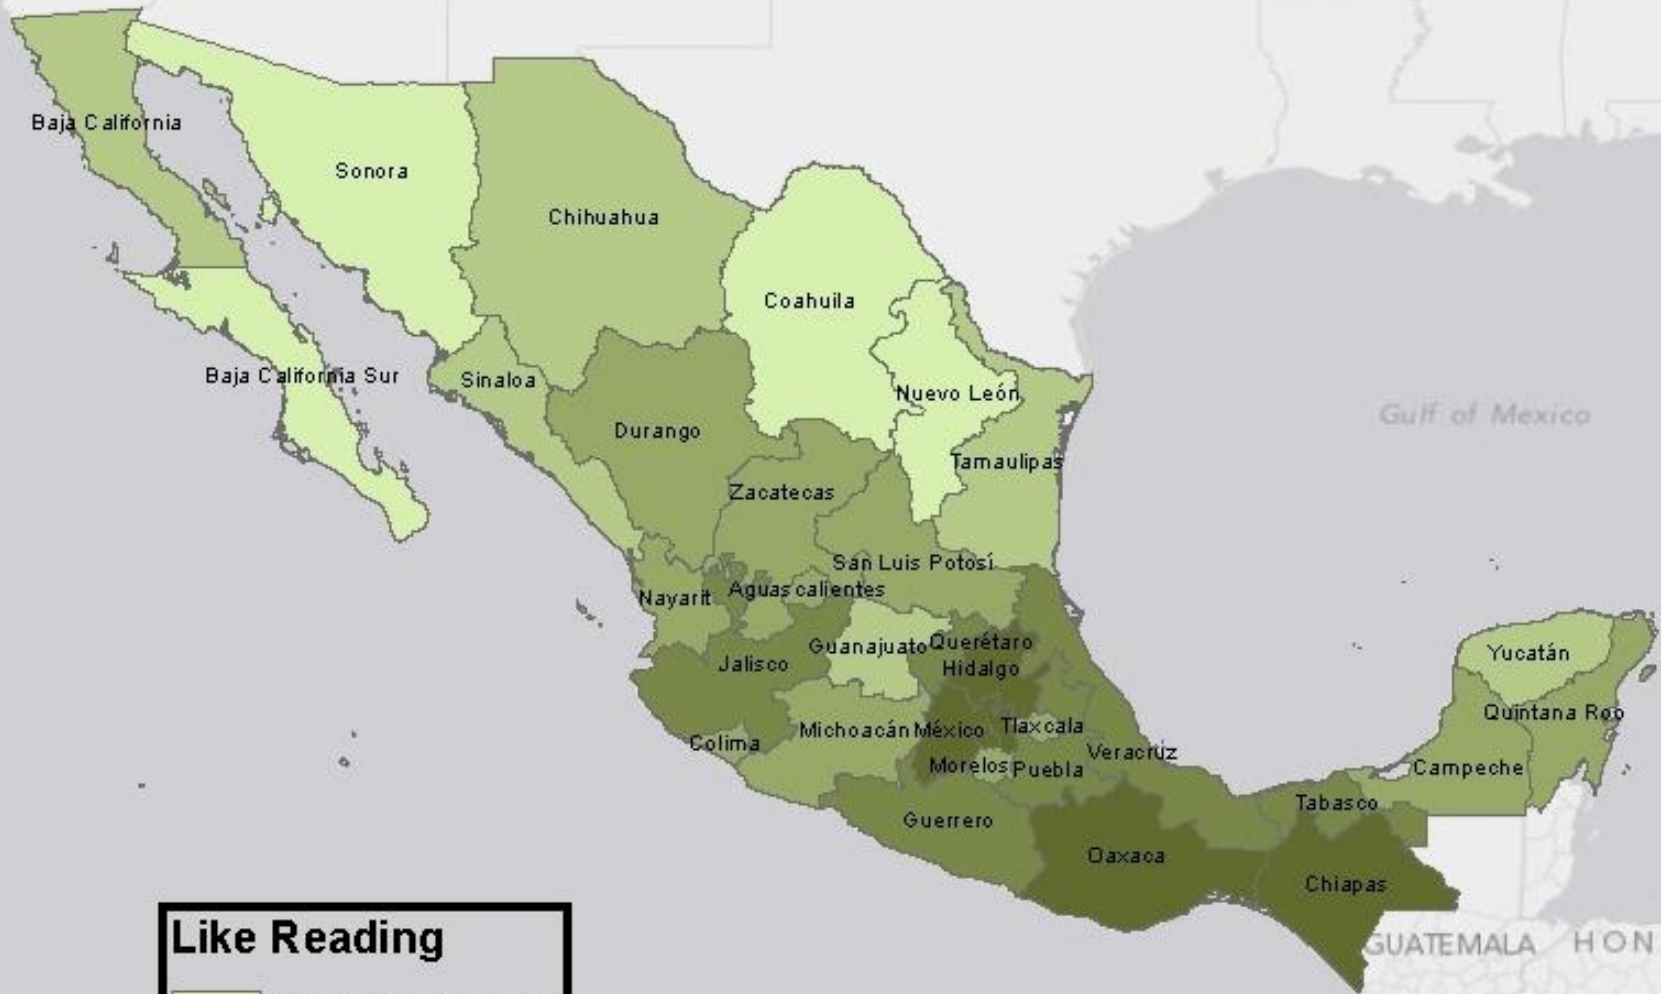 Baja California
Sonora
Chihuahua
Coahuila
Baja California Sur
Sinaloa
Nuevo León
Durango
Tamaulipas
Zacatecas
San Luis Potosí
Aguascalientes
Nayarit
Guanajuato
Querétaro
Hidalgo
Jalisco
Michoacán
México
Tlaxcala
Colima
Morelos
Puebla
Veracruz
Guerrero
Oaxaca
Tabasco
Chiapas
Yucatán
Quintana Roo
Campeche
Gulf of Mexico
GUATEMALA
HON
Like Reading